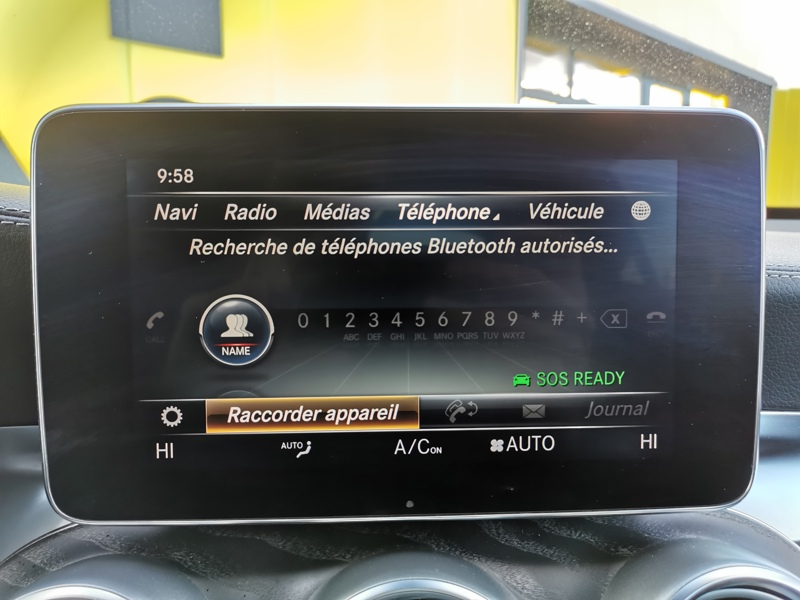 9:58
Navi Radio Médias Téléphone Véhicule
Recherche de téléphones Bluetooth autorisés...
0 1 2 3 4 5 6 7 8 9 * # +
CALL ABC DEF GHI JKL MNO PQRS TUV WXYZ
NAME
SOS READY
Raccorder appareil Journal
HI AUTO A/C ON AUTO HI